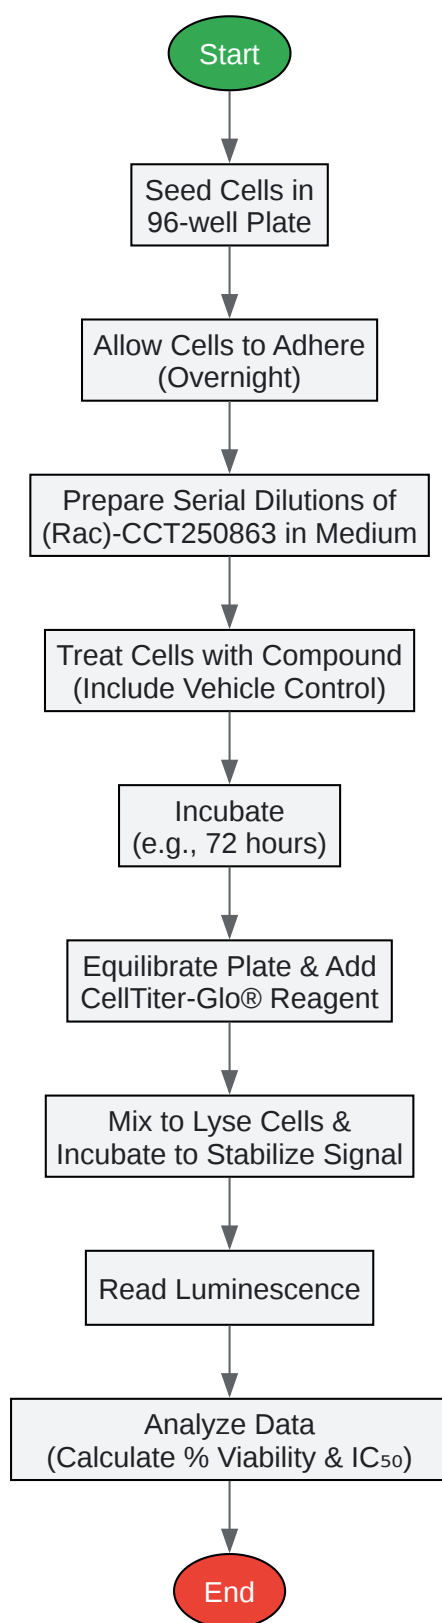 Start
Seed Cells in
96-well Plate
Allow Cells to Adhere
(Overnight)
Prepare Serial Dilutions of
(Rac)-CCT250863 in Medium
Treat Cells with Compound
(Include Vehicle Control)
Incubate
(e.g., 72 hours)
Equilibrate Plate & Add
CellTiter-Glo® Reagent
Mix to Lyse Cells &
Incubate to Stabilize Signal
Read Luminescence
Analyze Data
(Calculate % Viability & IC₅₀)
End